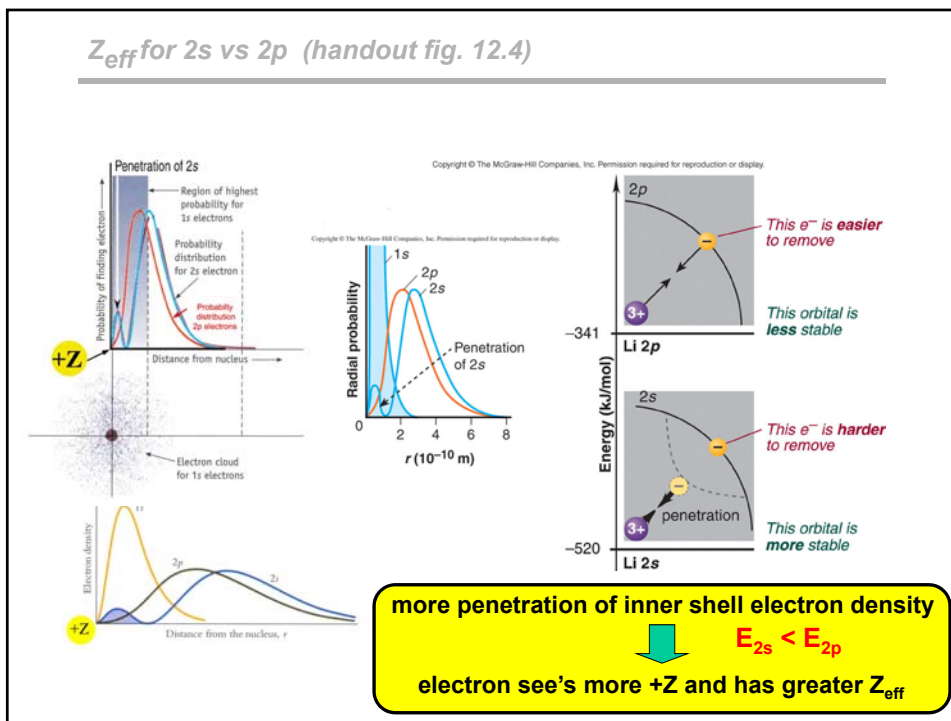 Zeff for 2s vs 2p (handout fig. 12.4)
Penetration of 2s
Region of highest
probability for
1s electrons
Probability
distribution
for 2s electron
Probabilty
distribution
2p electrons
Probability of finding electron
+Z
Distance from nucleus
Electron cloud
for 1s electrons
Copyright © The McGraw-Hill Companies, Inc. Permission required for reproduction or display.
1s
2p
2s
Penetration
of 2s
Radial probability
0
2
4
6
8
r (10−10 m)
Electron density
2p
2s
+Z
Distance from the nucleus, r
Copyright © The McGraw-Hill Companies, Inc. Permission required for reproduction or display.
Energy (kJ/mol)
2p
−
3+
This e− is easier
to remove
This orbital is
less stable
−341
Li 2p
2s
−
−
penetration
3+
This e− is harder
to remove
This orbital is
more stable
−520
Li 2s
more penetration of inner shell electron density
E2s < E2p
electron see's more +Z and has greater Zeff